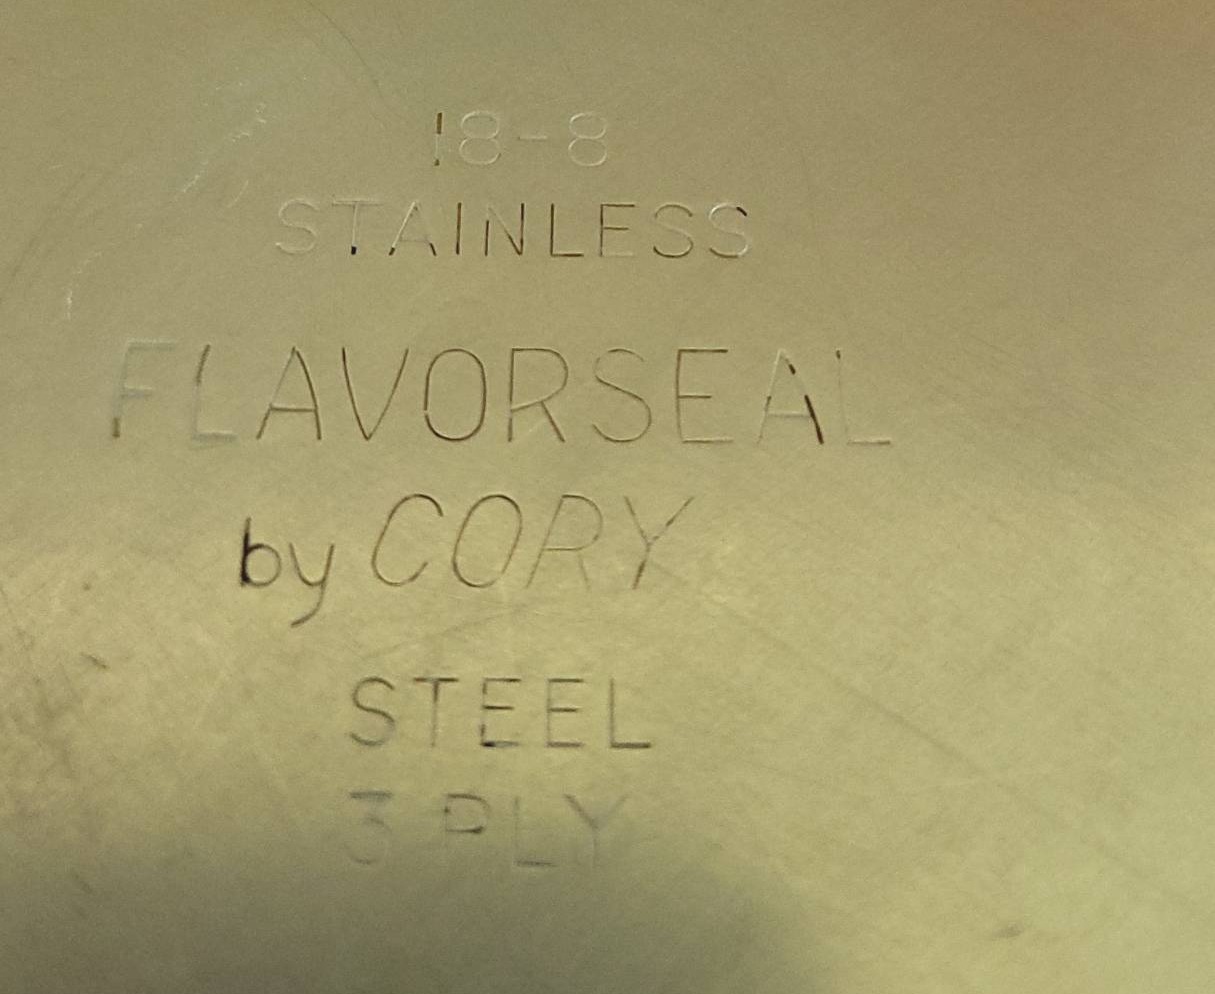 18-8
STAINLESS
FLAVORSEAL
by CORY
STEEL
3 PLY